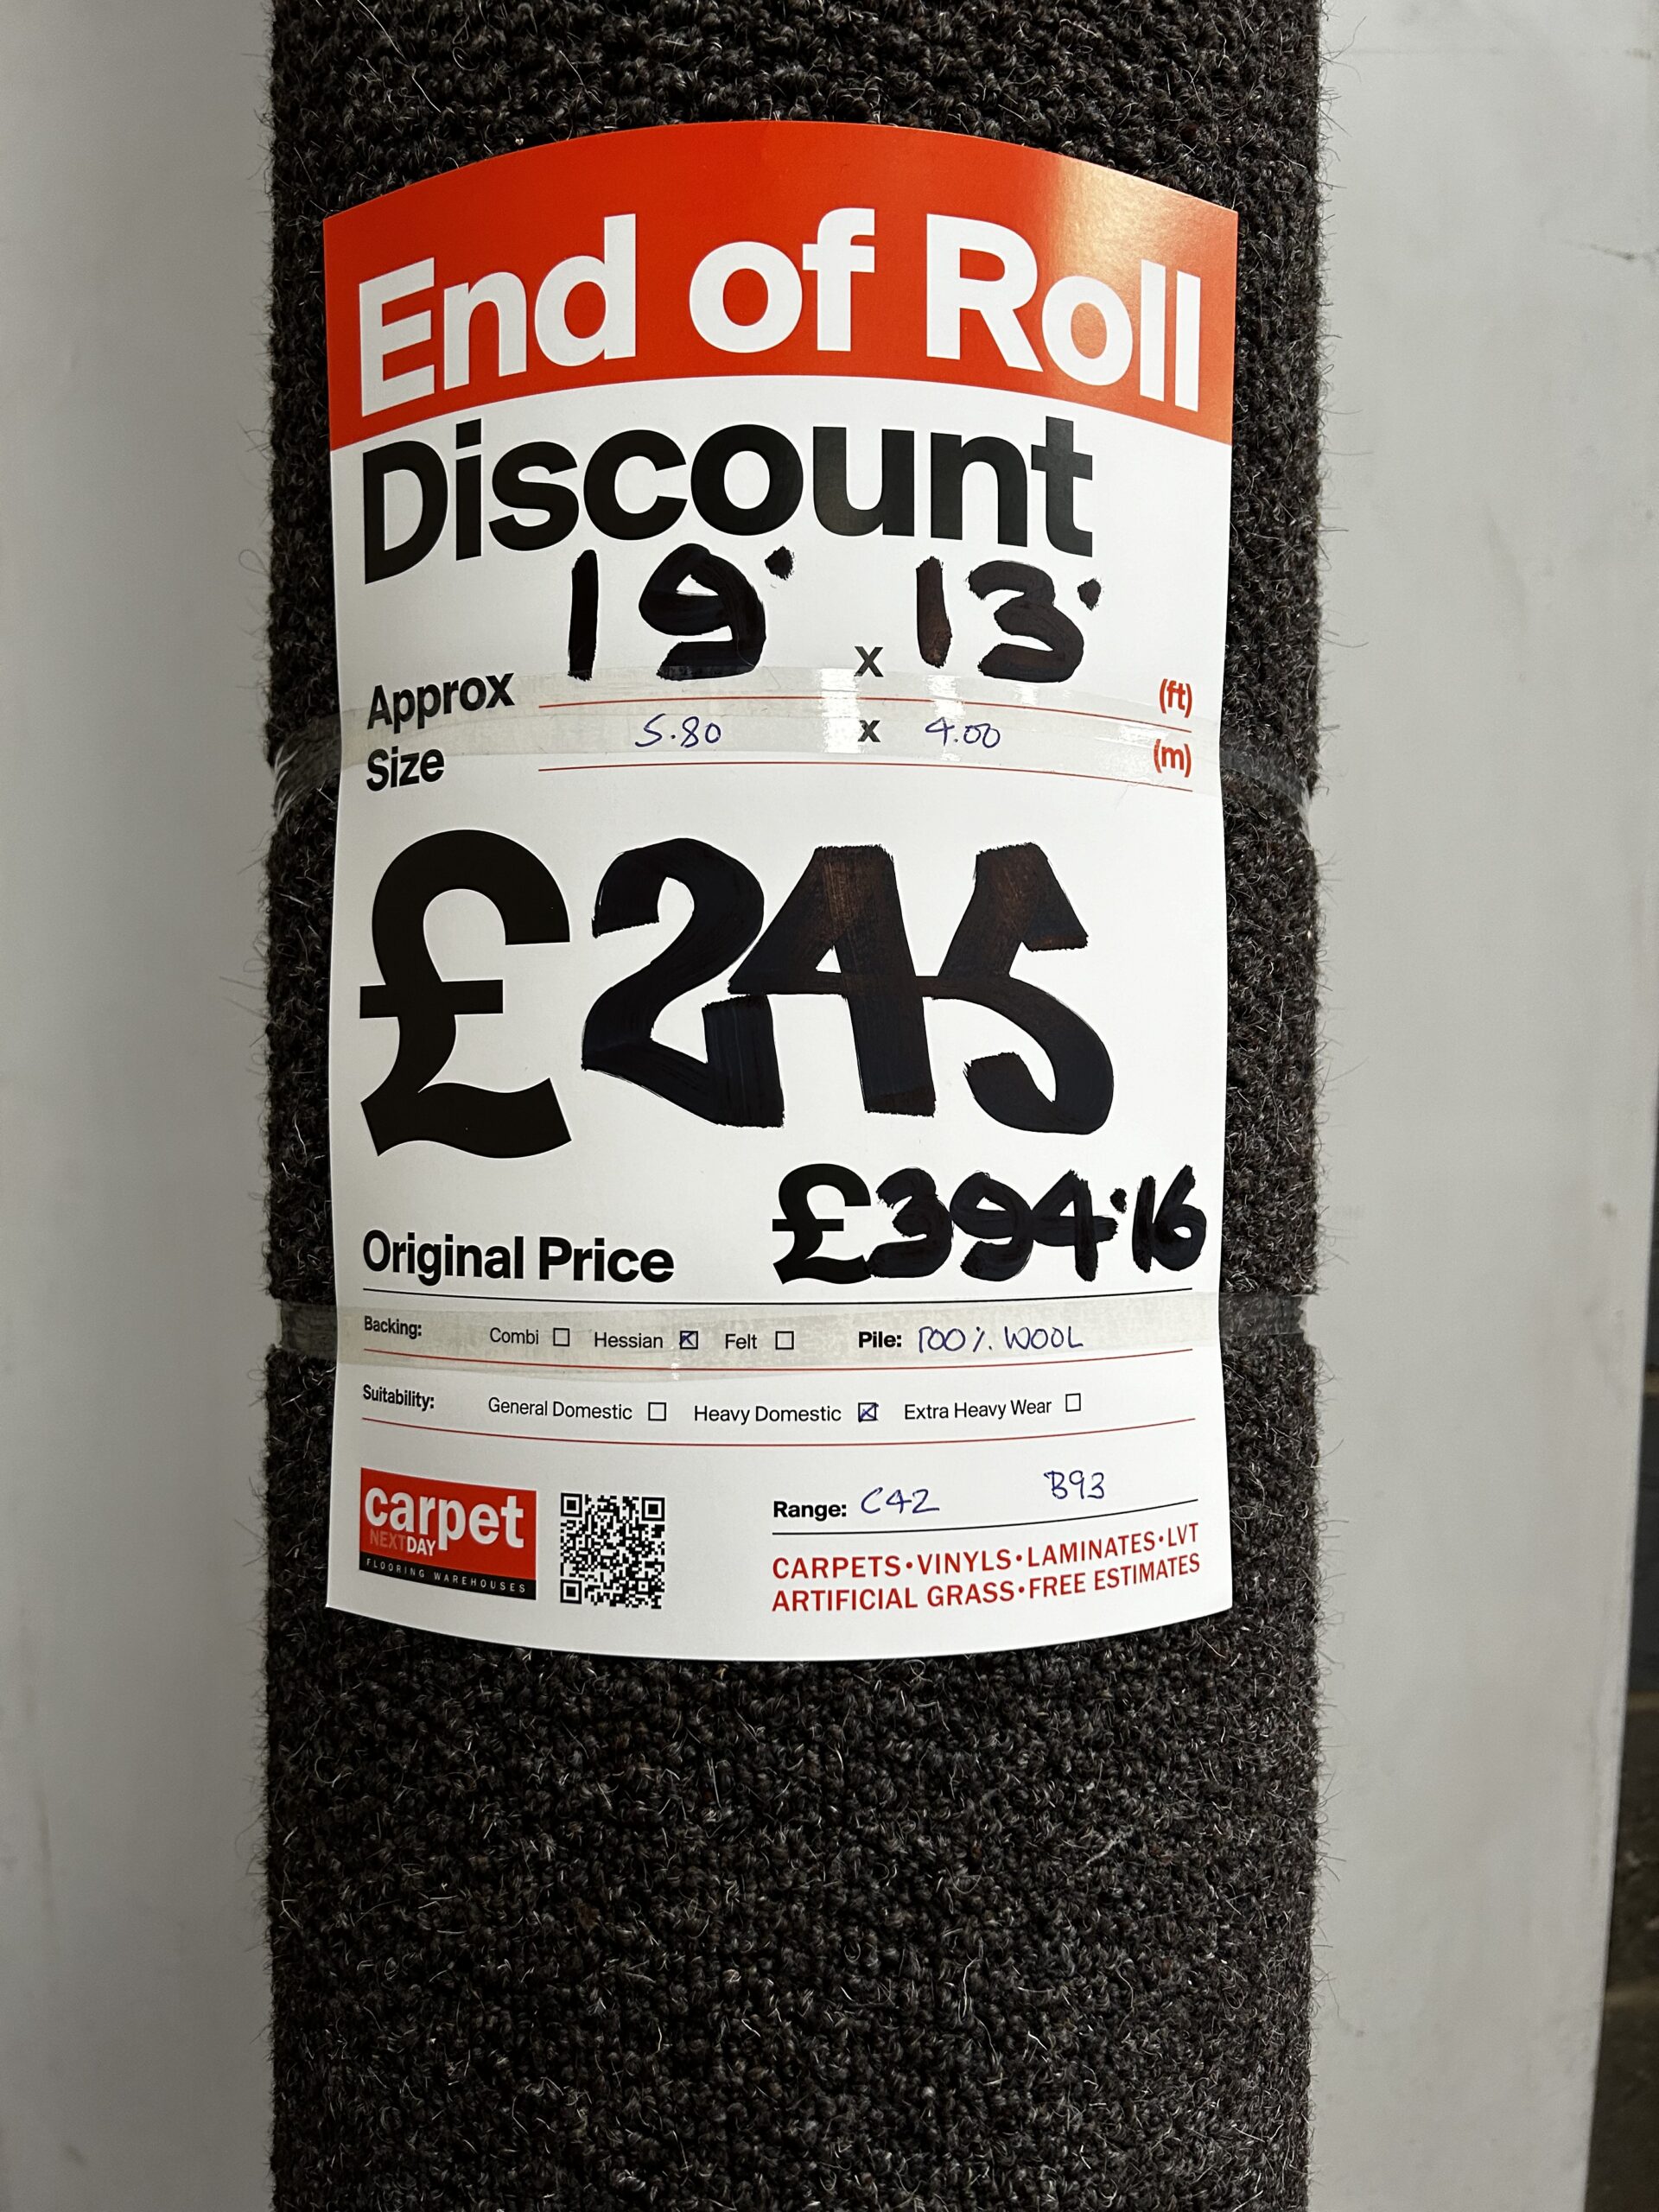 End of Roll
Discount
Approx 19' x 13' (ft)
Size 5.80 x 4.00 (m)
£245
Original Price £394.16
Backing: Combi ☐ Hessian ☒ Felt ☐ Pile: 100% WOOL
Suitability: General Domestic ☐ Heavy Domestic ☒ Extra Heavy Wear ☐
carpet
NEXTDAY
FLOORING WAREHOUSES
Range: C42 B93
CARPETS • VINYLS • LAMINATES • LVT
ARTIFICIAL GRASS • FREE ESTIMATES